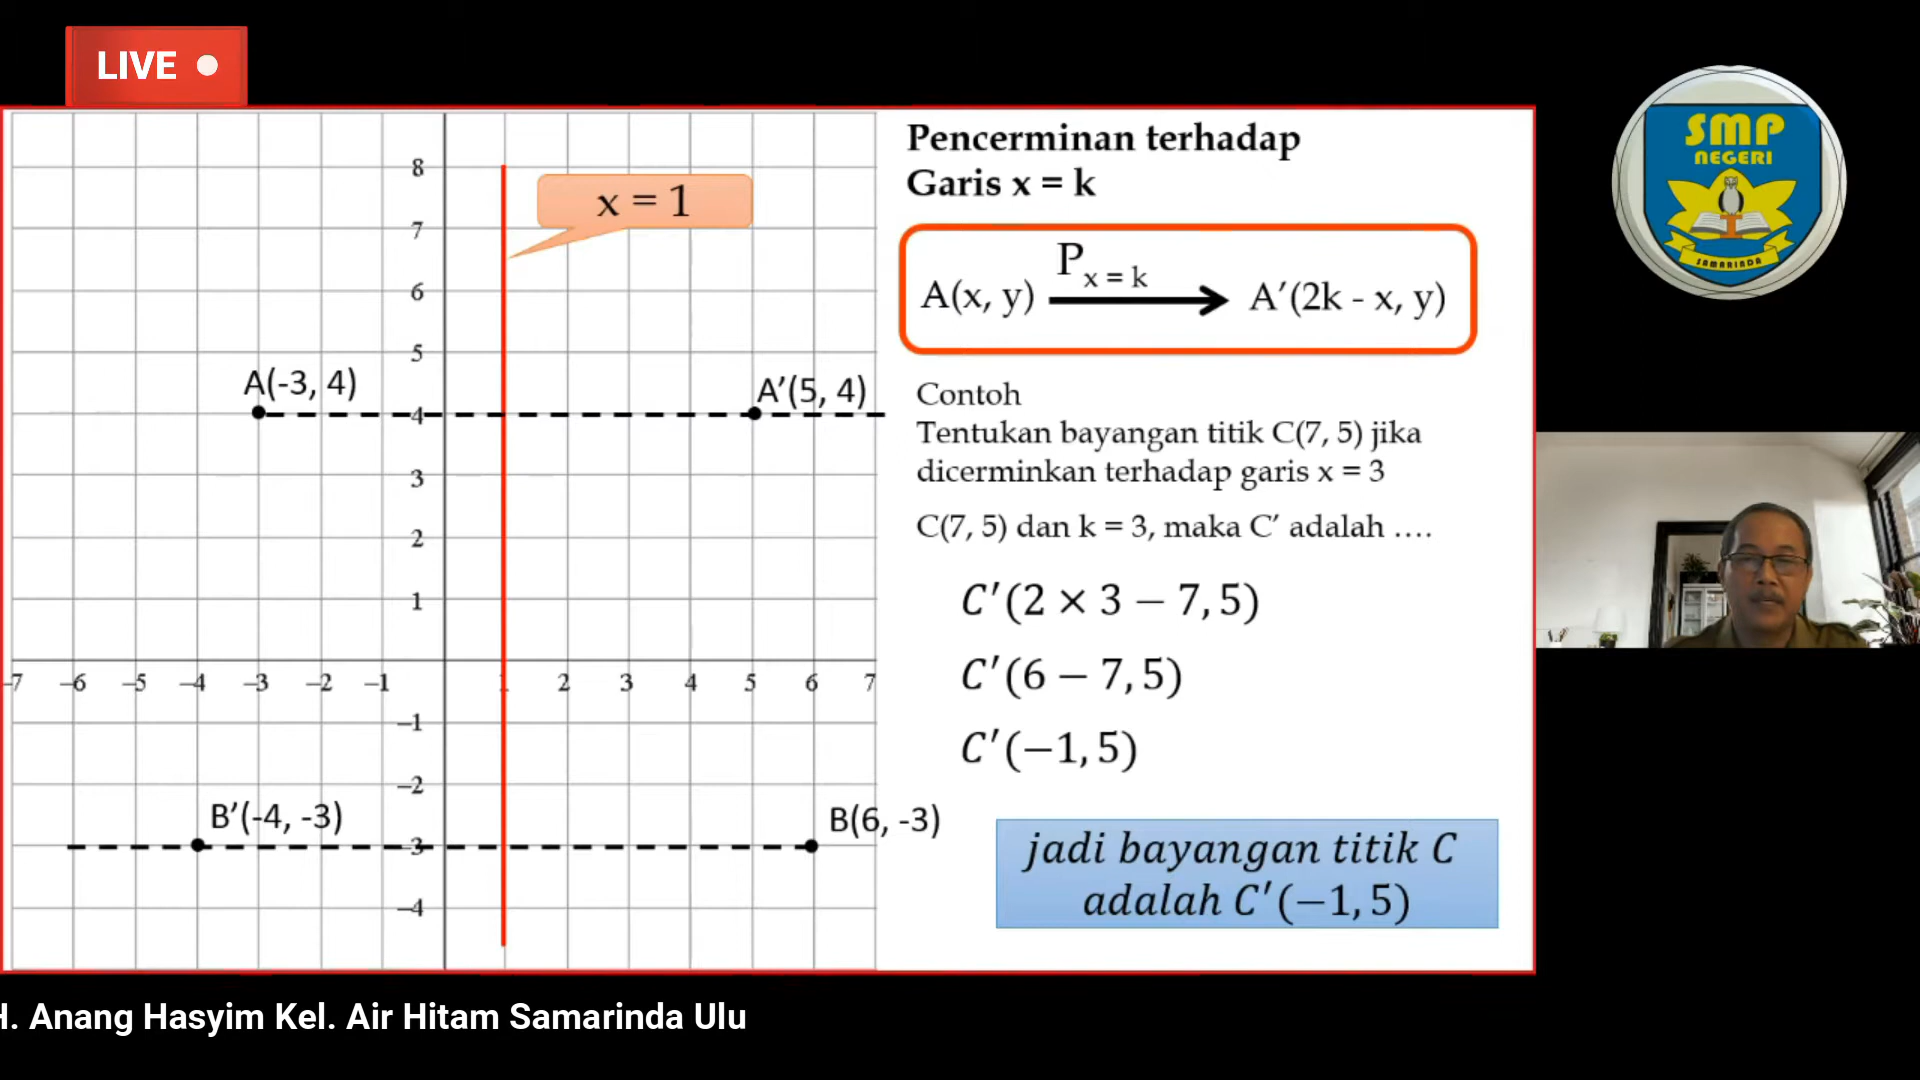 LIVE
SMP
NEGERI
SAMARINDA
Pencerminan terhadap
Garis x = k
P x = k
A(x, y) → A′(2k - x, y)
Contoh
Tentukan bayangan titik C(7, 5) jika
dicerminkan terhadap garis x = 3
C(7, 5) dan k = 3, maka C′ adalah ….
C′(2 × 3 − 7, 5)
C′(6 − 7, 5)
C′(−1, 5)
jadi bayangan titik C
adalah C′(−1, 5)
x = 1
8
7
6
5
A(-3, 4)
A′(5, 4)
4
3
2
1
-7 -6 -5 -4 -3 -2 -1 1 2 3 4 5 6 7
-1
-2
B′(-4, -3)
B(6, -3)
-3
-4
H. Anang Hasyim Kel. Air Hitam Samarinda Ulu